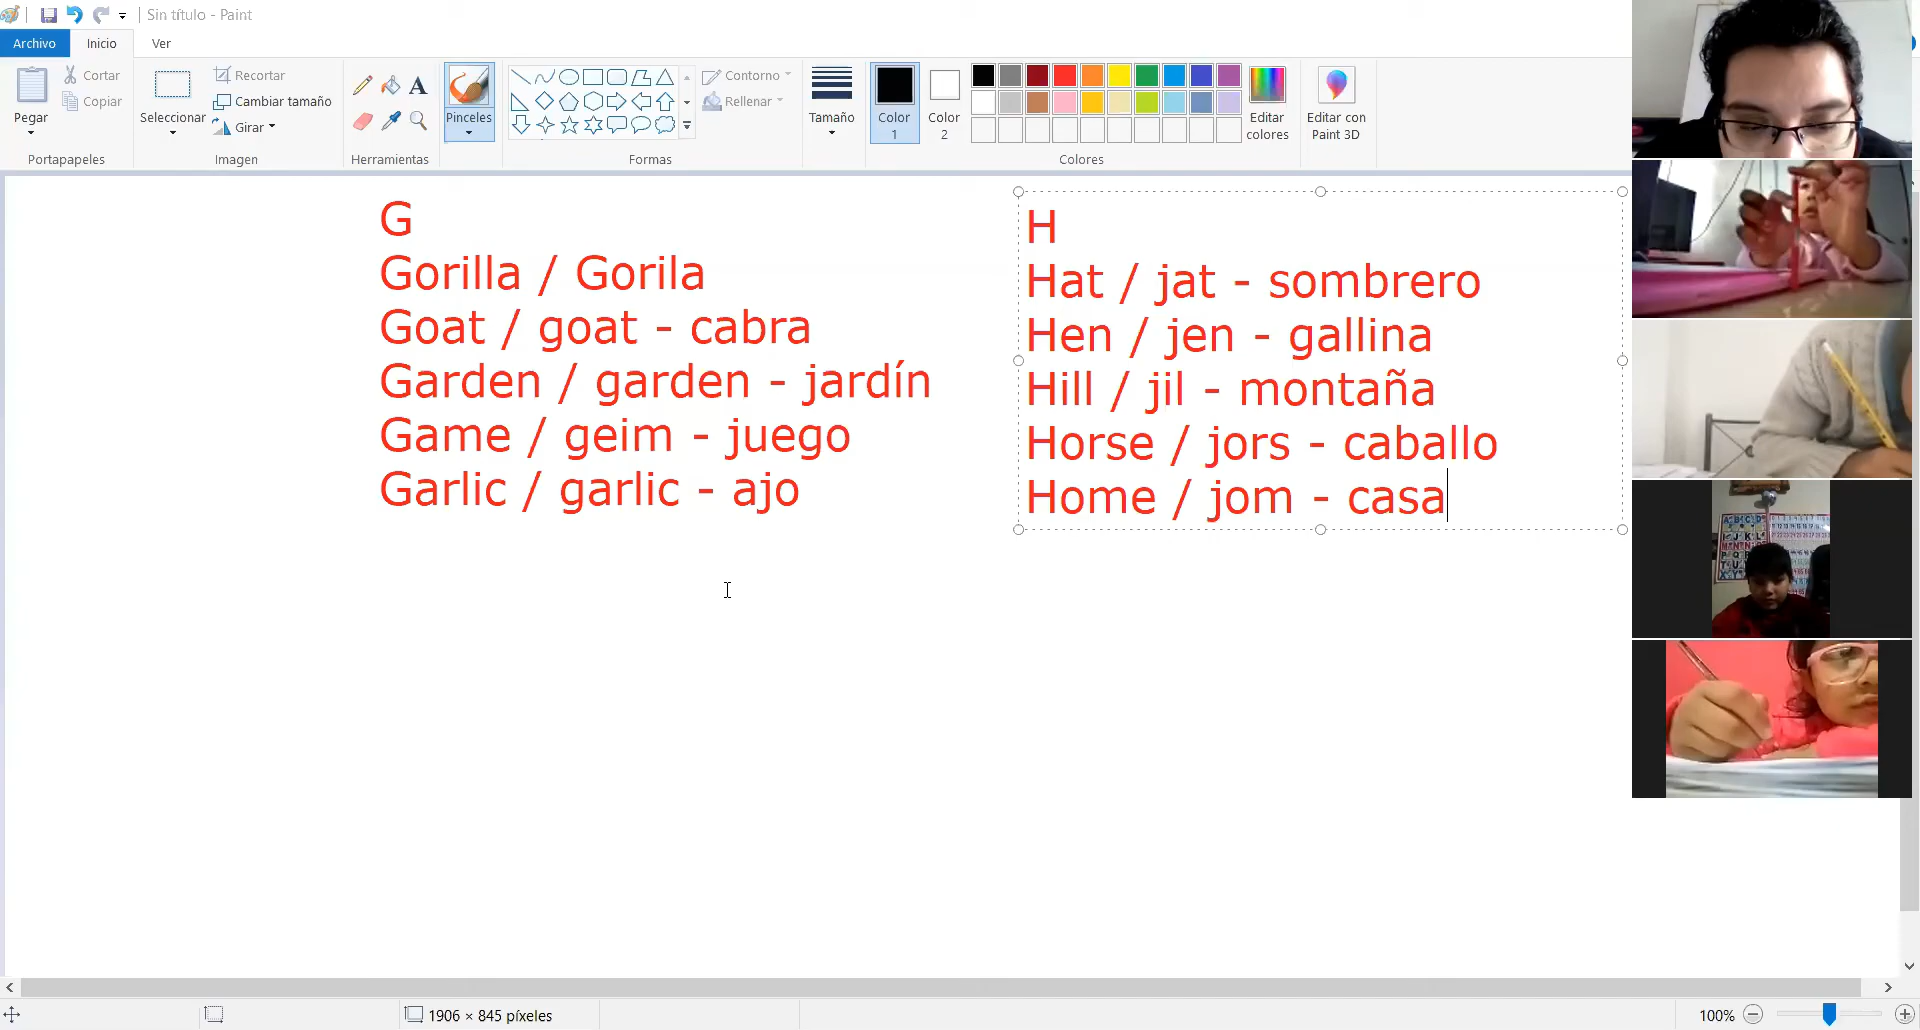 Sin título - Paint
Archivo Inicio Ver
Pegar
Cortar
Copiar
Portapapeles
Seleccionar
Recortar
Cambiar tamaño
Girar
Imagen
A
Herramientas
Pinceles
Contorno
Rellenar
Formas
Tamaño
Color 1
Color 2
Editar colores
Colores
Editar con Paint 3D
G
Gorilla / Gorila
Goat / goat - cabra
Garden / garden - jardín
Game / geim - juego
Garlic / garlic - ajo
H
Hat / jat - sombrero
Hen / jen - gallina
Hill / jil - montaña
Horse / jors - caballo
Home / jom - casa
1906 × 845 píxeles
100%